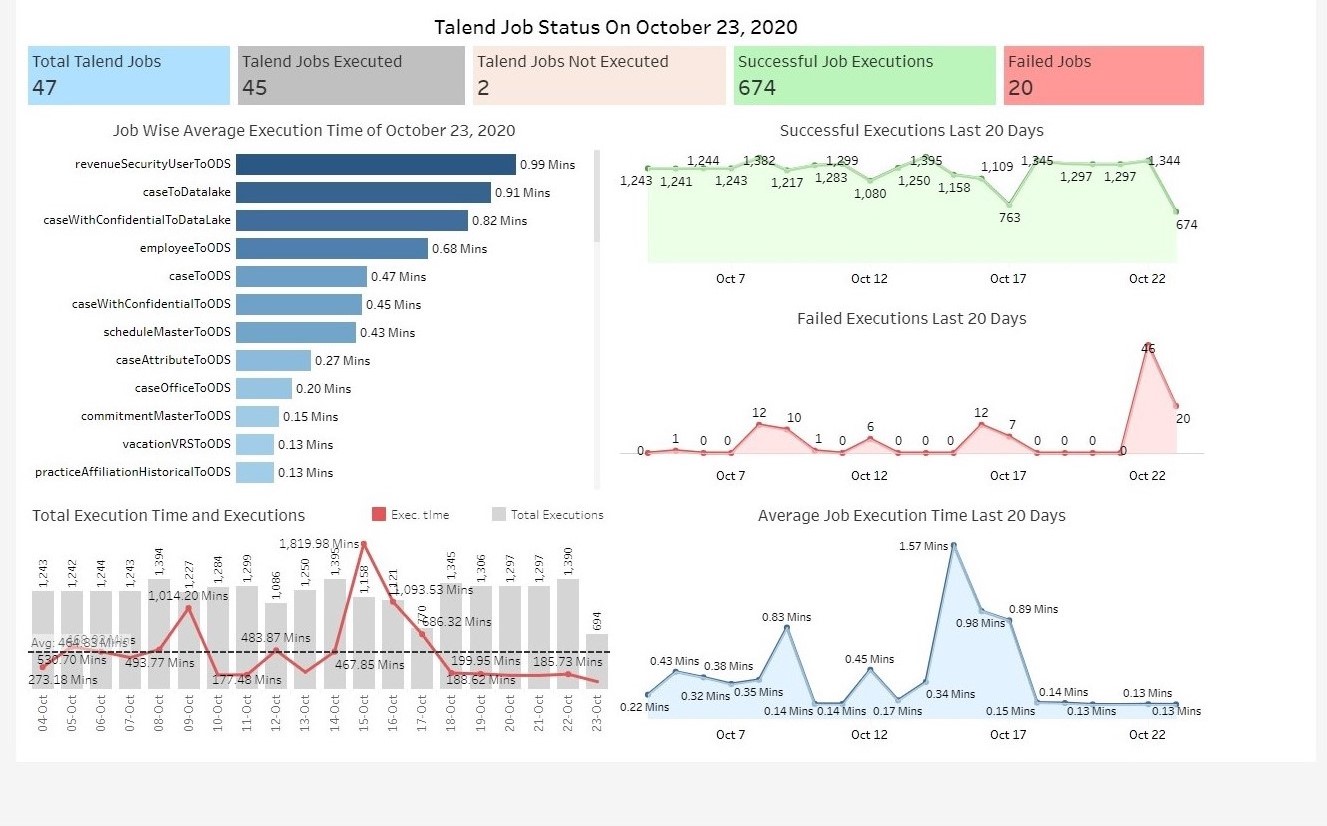 Talend Job Status On October 23, 2020
Total Talend Jobs
47
Talend Jobs Executed
45
Talend Jobs Not Executed
2
Successful Job Executions
674
Failed Jobs
20
Job Wise Average Execution Time of October 23, 2020
revenueSecurityUserToODS 0.99 Mins
caseToDatalake 0.91 Mins
caseWithConfidentialToDataLake 0.82 Mins
employeeToODS 0.68 Mins
caseToODS 0.47 Mins
caseWithConfidentialToODS 0.45 Mins
scheduleMasterToODS 0.43 Mins
caseAttributeToODS 0.27 Mins
caseOfficeToODS 0.20 Mins
commitmentMasterToODS 0.15 Mins
vacationVRSToODS 0.13 Mins
practiceAffiliationHistoricalToODS 0.13 Mins
Successful Executions Last 20 Days
1,243 1,241 1,244 1,243 1,382 1,217 1,283 1,299 1,080 1,250 1,395 1,158 1,109 763 1,345 1,297 1,297 1,344 674
Oct 7 Oct 12 Oct 17 Oct 22
Failed Executions Last 20 Days
0 1 0 0 12 10 1 0 6 0 0 0 12 7 0 0 0 0 46 20
Oct 7 Oct 12 Oct 17 Oct 22
Total Execution Time and Executions
Exec. time
Total Executions
1,243 1,242 1,244 1,243 1,394 1,227 1,284 1,299 1,086 1,250 1,395 1,158 1,345 1,306 1,297 1,297 1,390 694
1,819.98 Mins
1,014.20 Mins
1,093.53 Mins
686.32 Mins
Avg: 464.83 Mins
483.87 Mins
530.70 Mins
493.77 Mins
467.85 Mins
199.95 Mins
185.73 Mins
273.18 Mins
177.48 Mins
188.62 Mins
04-Oct 05-Oct 06-Oct 07-Oct 08-Oct 09-Oct 10-Oct 11-Oct 12-Oct 13-Oct 14-Oct 15-Oct 16-Oct 17-Oct 18-Oct 19-Oct 20-Oct 21-Oct 22-Oct 23-Oct
Average Job Execution Time Last 20 Days
0.22 Mins 0.43 Mins 0.32 Mins 0.38 Mins 0.35 Mins 0.83 Mins 0.14 Mins 0.14 Mins 0.45 Mins 0.17 Mins 0.34 Mins 1.57 Mins 0.98 Mins 0.89 Mins 0.15 Mins 0.14 Mins 0.13 Mins 0.13 Mins 0.13 Mins
Oct 7 Oct 12 Oct 17 Oct 22